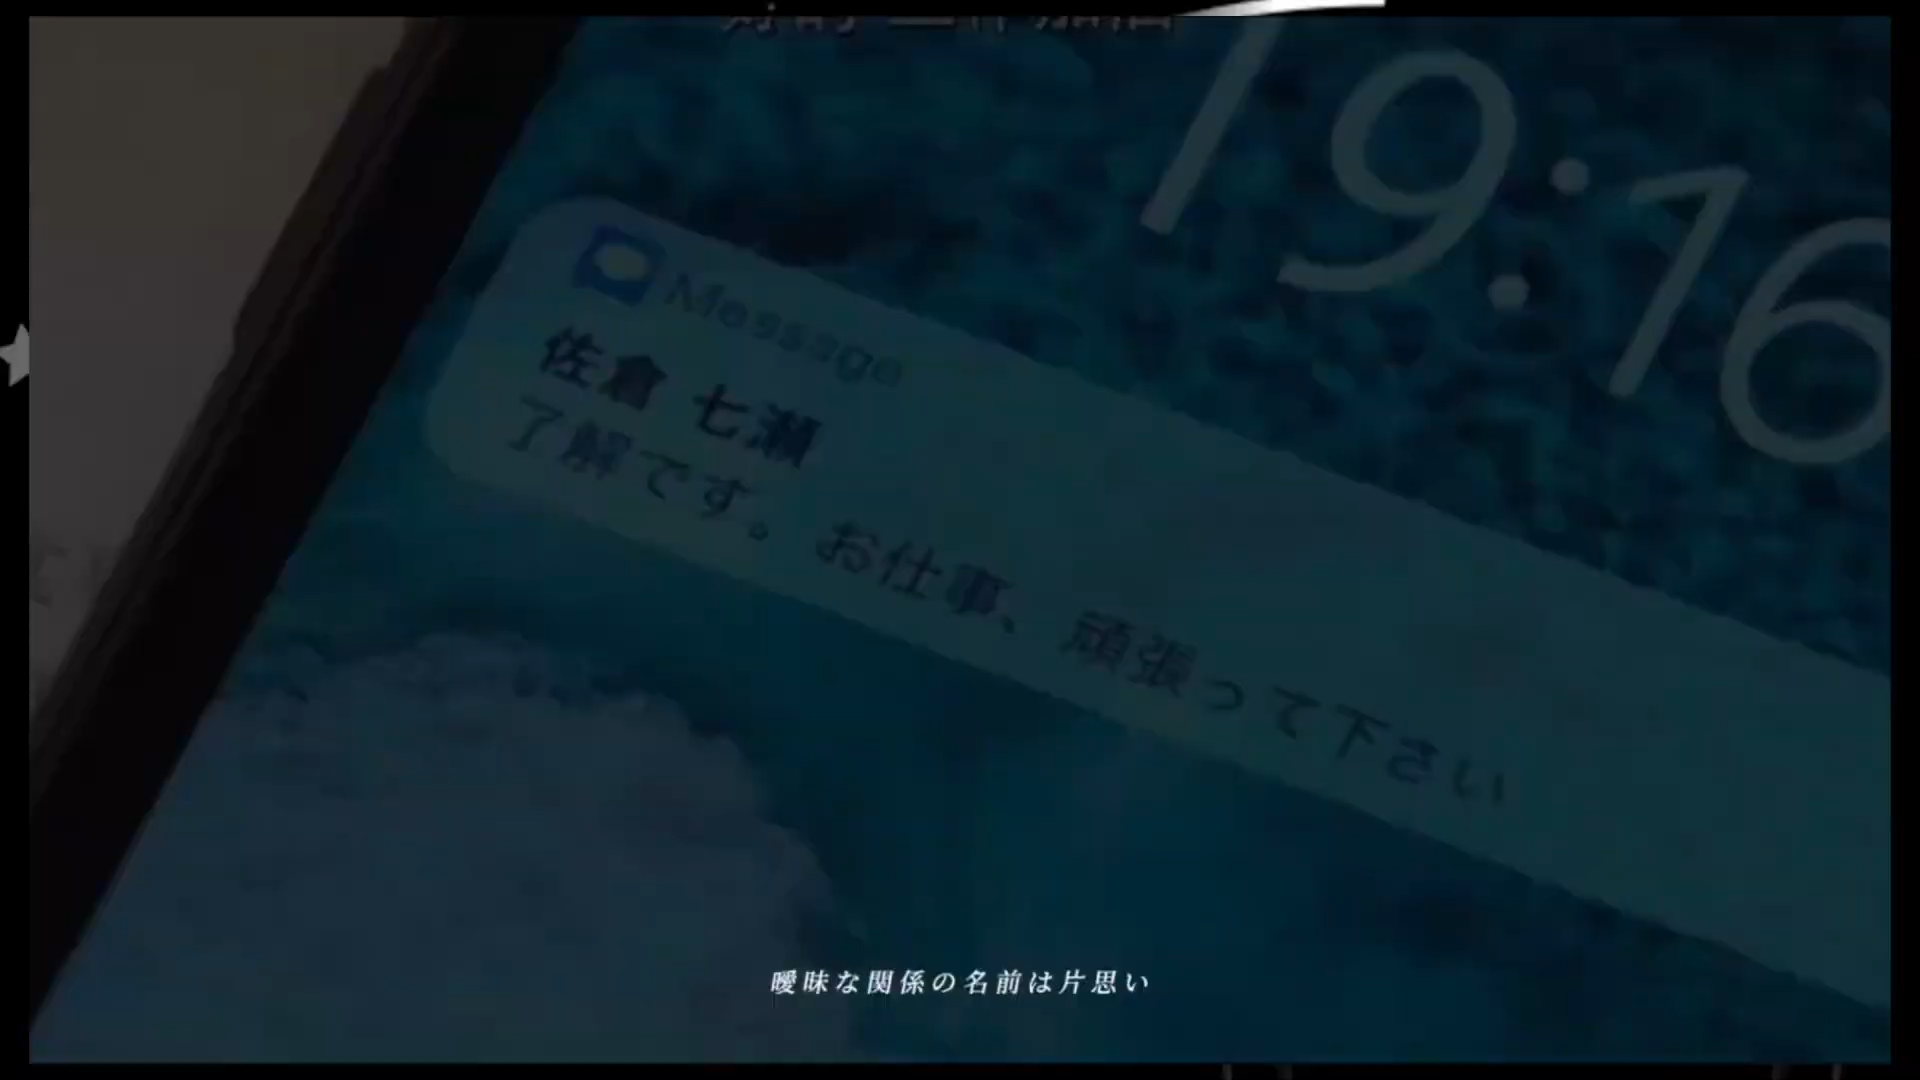 19:16
Message
佐倉 七瀬
了解です。 お仕事、頑張って下さい
曖昧な関係の名前は片思い